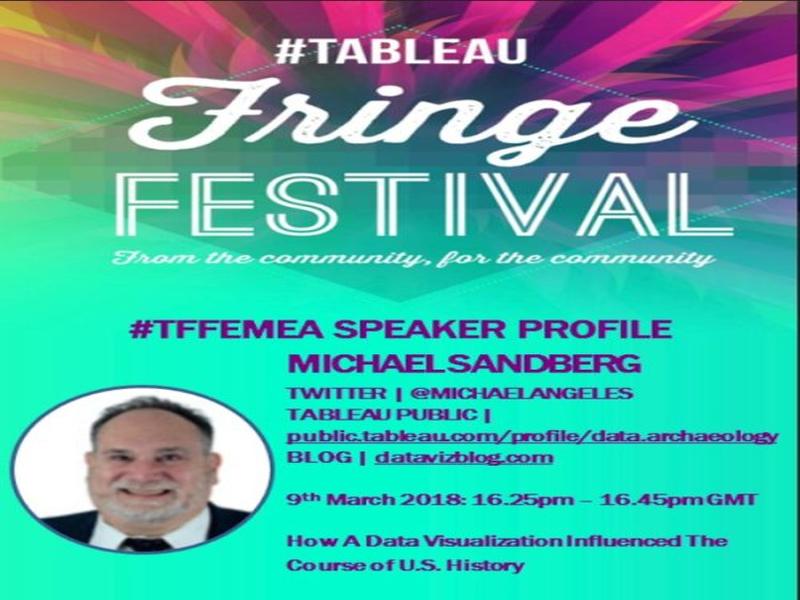 #TABLEAU
Fringe
FESTIVAL
From the community, for the community
#TFFEMEA SPEAKER PROFILE
MICHAEL SANDBERG
TWITTER | @MICHAELANGELES
TABLEAU PUBLIC |
public.tableau.com/profile/data.archaeology
BLOG | datavizblog.com
9th March 2018: 16.25pm – 16.45pm GMT
How A Data Visualization Influenced The
Course of U.S. History